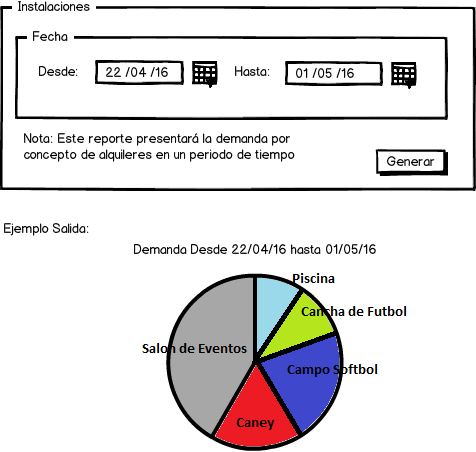 Instalaciones
Fecha
Desde: 22 /04 /16 Hasta: 01 /05 /16
Nota: Este reporte presentará la demanda por
concepto de alquileres en un periodo de tiempo
Generar
Ejemplo Salida:
Demanda Desde 22/04/16 hasta 01/05/16
Piscina
Cancha de Futbol
Salon de Eventos
Campo Softbol
Caney